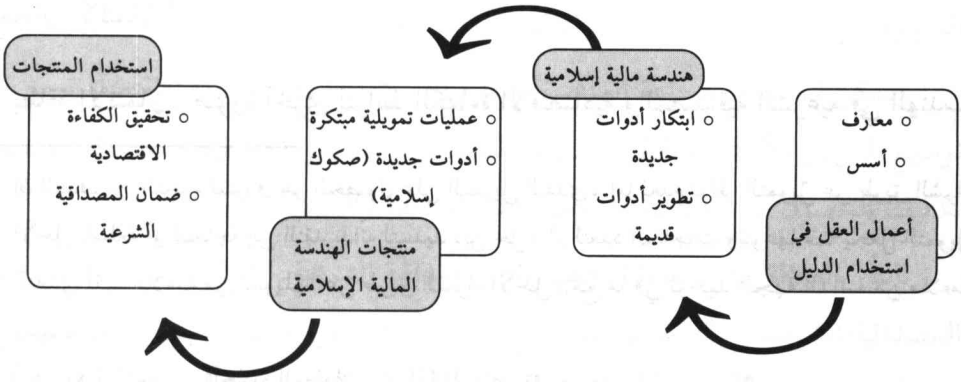 معارف
أسس
أعمال العقل في
استخدام الدليل
هندسة مالية إسلامية
ابتكار أدوات
جديدة
تطوير أدوات
قديمة
عمليات تمويلية مبتكرة
أدوات جديدة (صكوك
إسلامية)
منتجات الهندسة
المالية الإسلامية
استخدام المنتجات
تحقيق الكفاءة
الاقتصادية
ضمان المصداقية
الشرعية